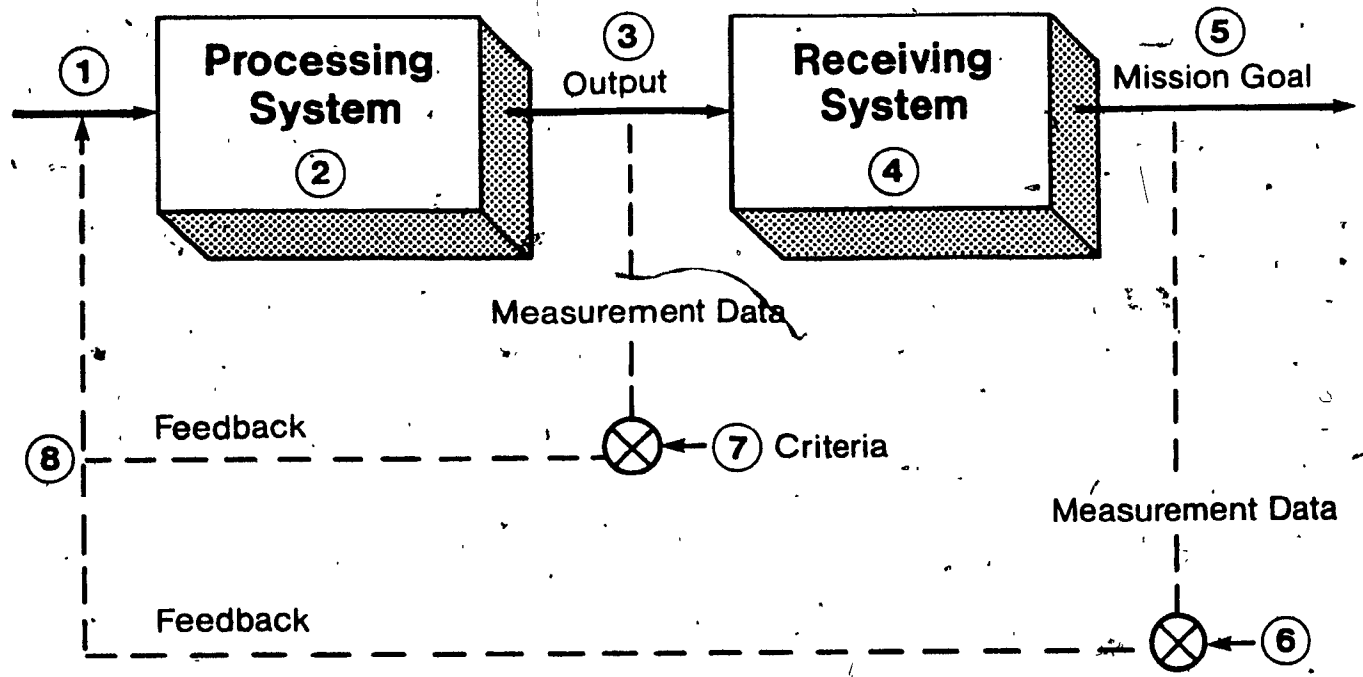 1
Processing
System
2
3
Output
Receiving
System
4
5
Mission Goal
Measurement Data
Feedback
8
7 Criteria
Measurement Data
Feedback
6